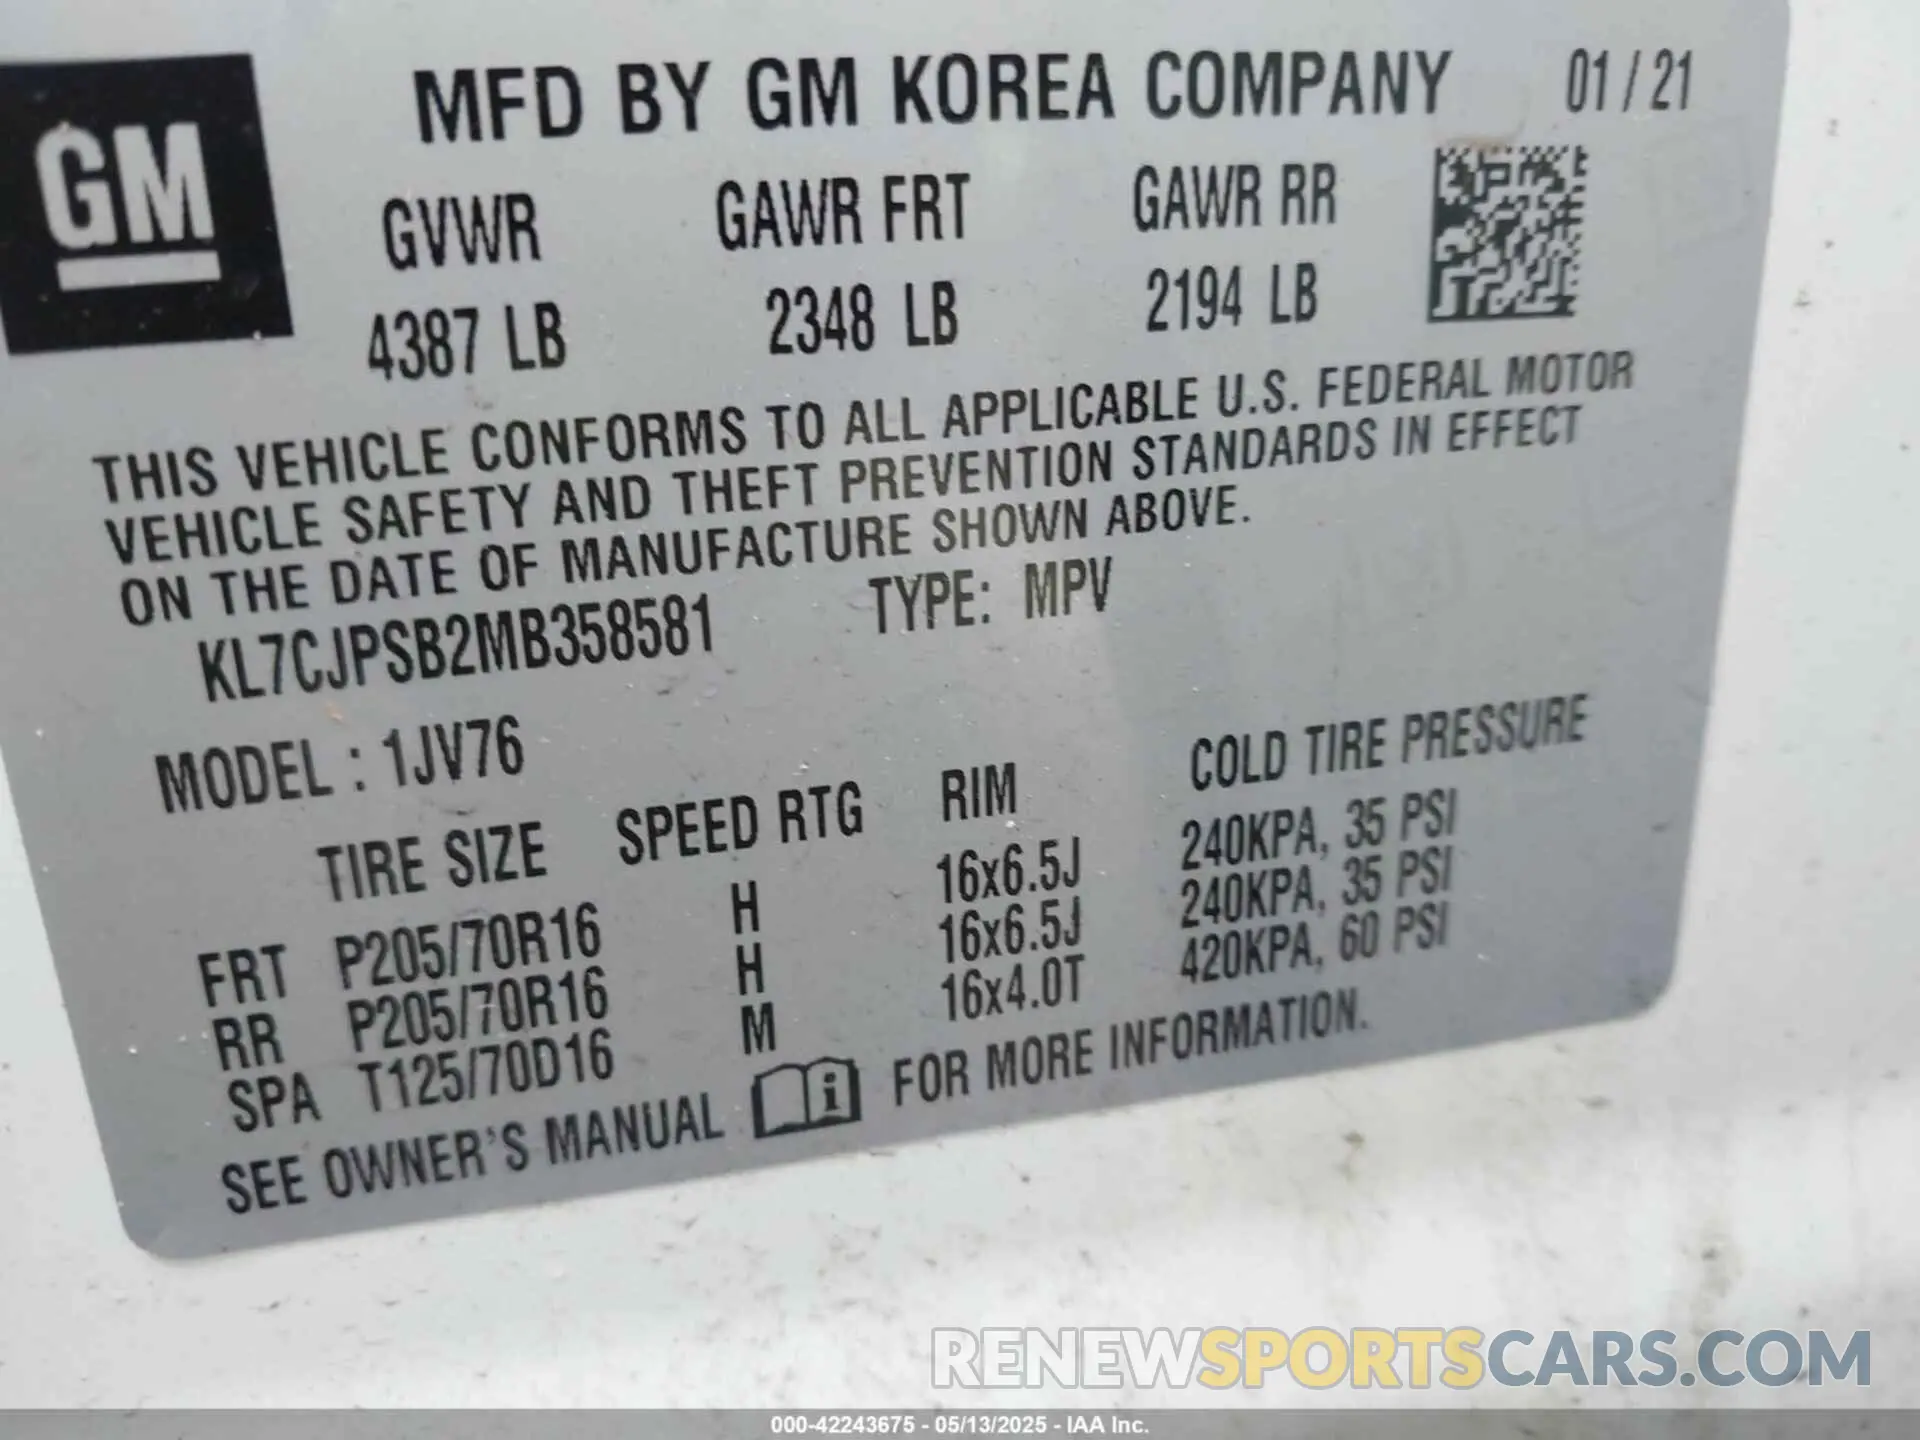 GM
MFD BY GM KOREA COMPANY 01 / 21
GVWR GAWR FRT GAWR RR
4387 LB 2348 LB 2194 LB
THIS VEHICLE CONFORMS TO ALL APPLICABLE U.S. FEDERAL MOTOR
VEHICLE SAFETY AND THEFT PREVENTION STANDARDS IN EFFECT
ON THE DATE OF MANUFACTURE SHOWN ABOVE.
KL7CJPSB2MB358581 TYPE: MPV
MODEL : 1JV76
TIRE SIZE SPEED RTG RIM COLD TIRE PRESSURE
FRT P205/70R16 H 16x6.5J 240KPA, 35 PSI
RR P205/70R16 H 16x6.5J 240KPA, 35 PSI
SPA T125/70D16 M 16x4.0T 420KPA, 60 PSI
SEE OWNER'S MANUAL i FOR MORE INFORMATION.
RENEWSPORTSCARS.COM
000-42243675 - 05/13/2025 - IAA Inc.